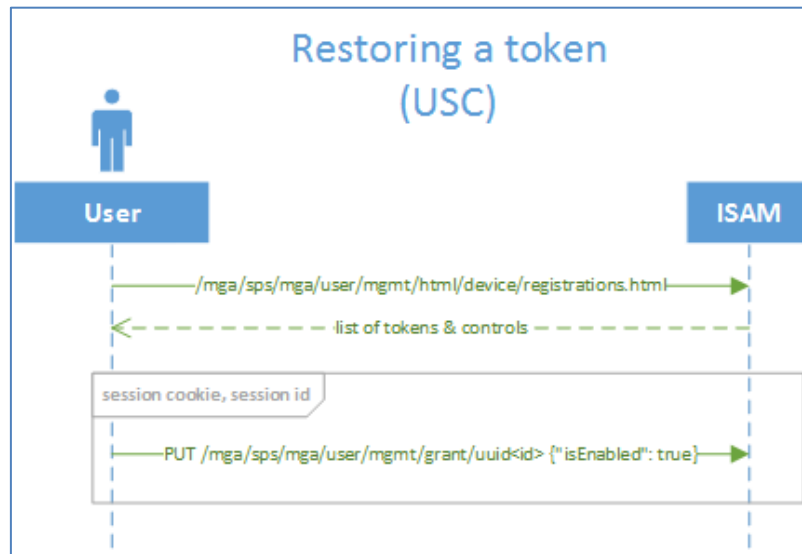 Restoring a token
(USC)
User
ISAM
/mga/sps/mga/user/mgmt/html/device/registrations.html
list of tokens & controls
session cookie, session id
PUT /mga/sps/mga/user/mgmt/grant/uuid<id> {"isEnabled": true}